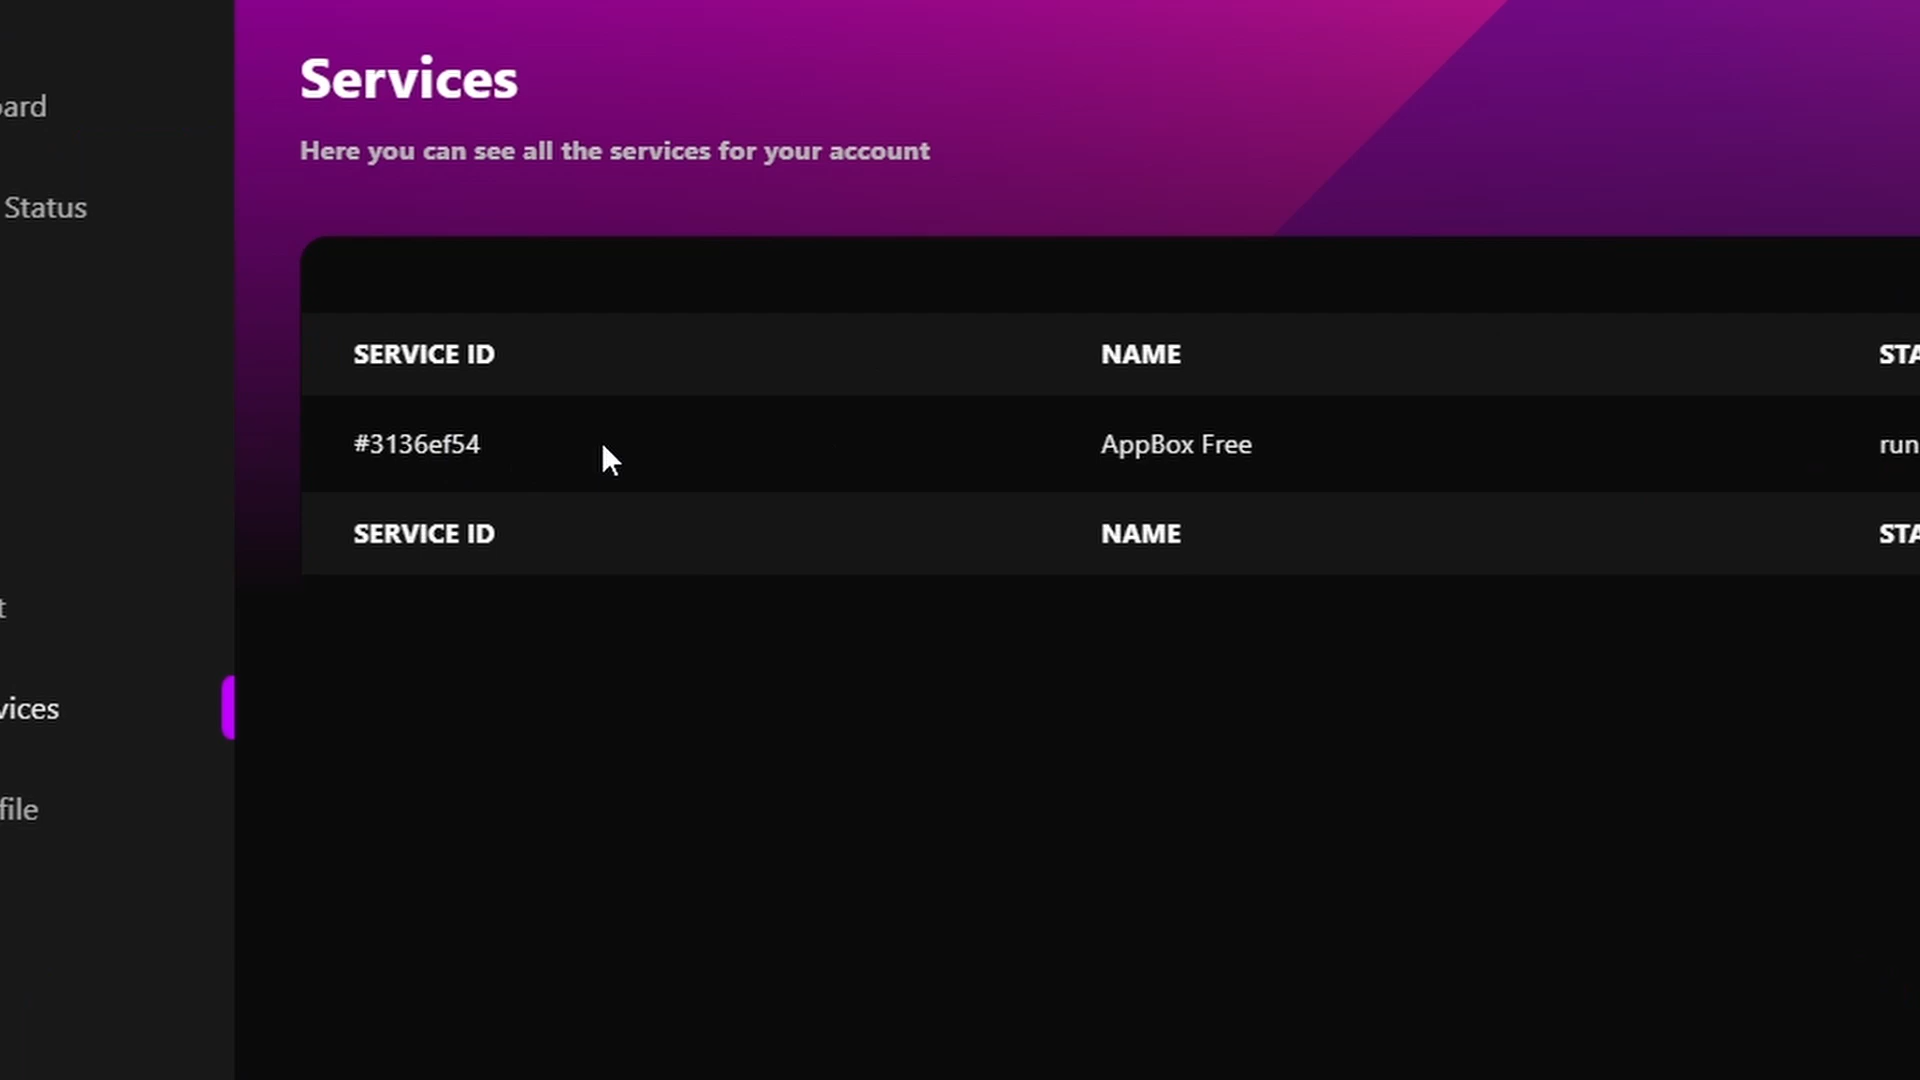 Services
Here you can see all the services for your account
ard
Status
t
vices
file
SERVICE ID NAME STA
#3136ef54 AppBox Free run
SERVICE ID NAME STA